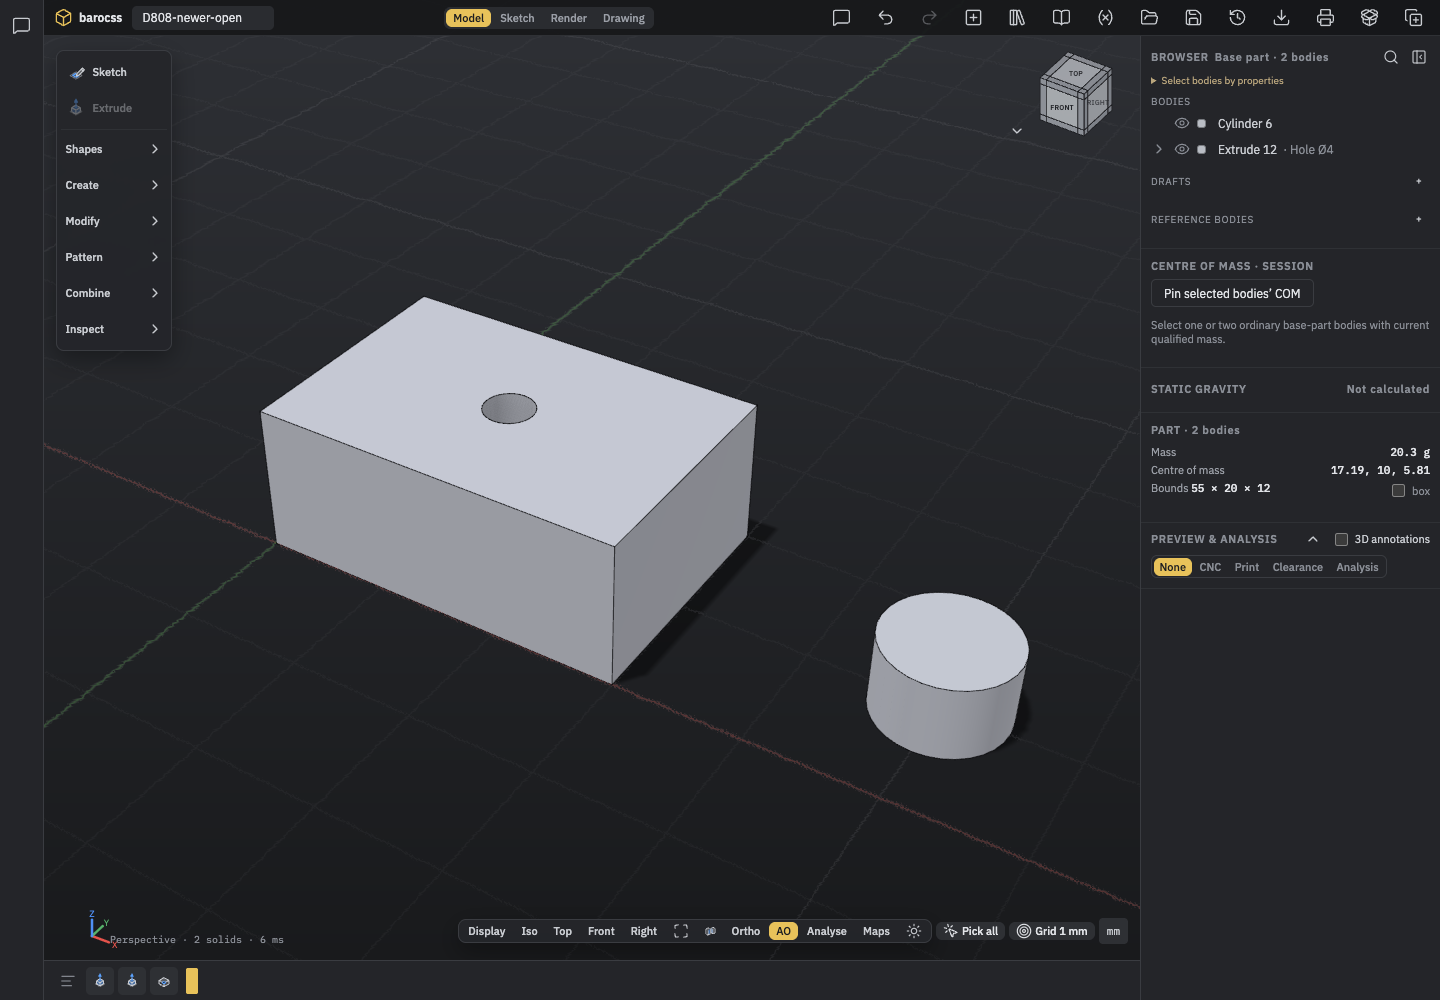 barocss
D808-newer-open
Model Sketch Render Drawing
Sketch
Extrude
Shapes
Create
Modify
Pattern
Combine
Inspect
TOP
FRONT
RIGHT
BROWSER Base part · 2 bodies
Select bodies by properties
BODIES
Cylinder 6
Extrude 12 · Hole Ø4
DRAFTS
REFERENCE BODIES
CENTRE OF MASS · SESSION
Pin selected bodies’ COM
Select one or two ordinary base-part bodies with current
qualified mass.
STATIC GRAVITY Not calculated
PART · 2 bodies
Mass 20.3 g
Centre of mass 17.19, 10, 5.81
Bounds 55 × 20 × 12 box
PREVIEW & ANALYSIS 3D annotations
None CNC Print Clearance Analysis
Z
Y
X
Perspective · 2 solids · 6 ms
Display Iso Top Front Right Ortho AO Analyse Maps Pick all Grid 1 mm mm